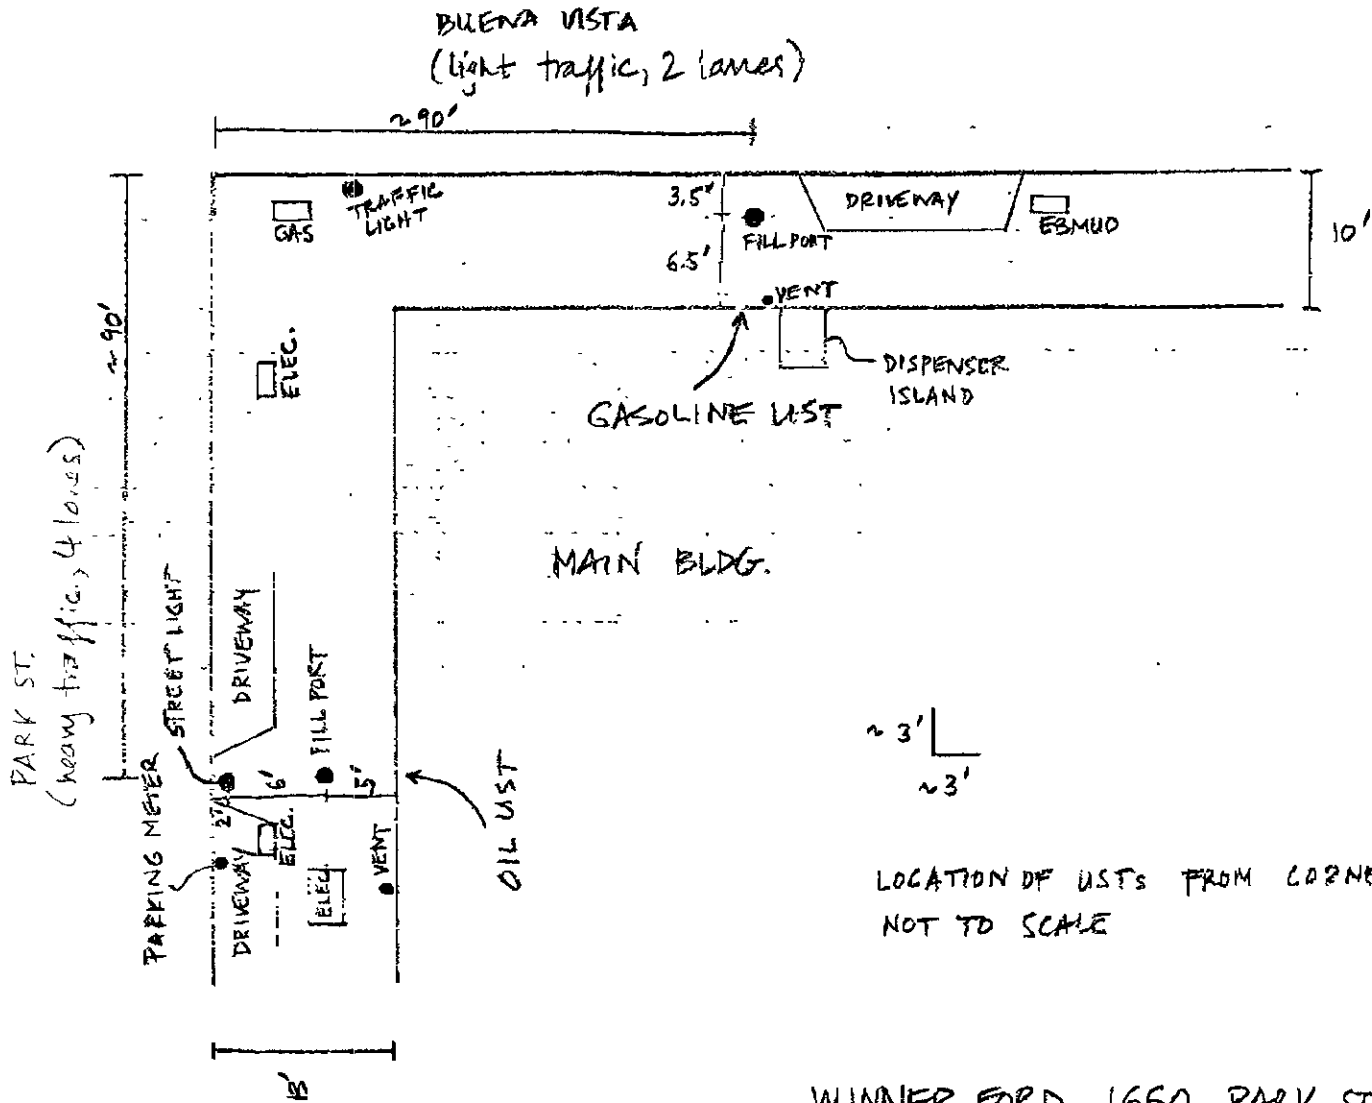 BUENA VISTA
(light traffic, 2 lanes)
~90'
TRAFFIC
LIGHT
GAS
3.5'
6.5'
FILL PORT
DRIVEWAY
EBMUD
10'
VENT
DISPENSER
ISLAND
GASOLINE UST
~90'
ELEC.
PARK ST.
(heavy traffic, 4 lanes)
MAIN BLDG.
STREET LIGHT
DRIVEWAY
FILL PORT
6'
5'
PARKING METER
DRIVEWAY
ELEC.
ELEC.
VENT
OIL UST
~3'
~3'
LOCATION OF USTs FROM CORNE
NOT TO SCALE
WINNER FORD, PARK ST